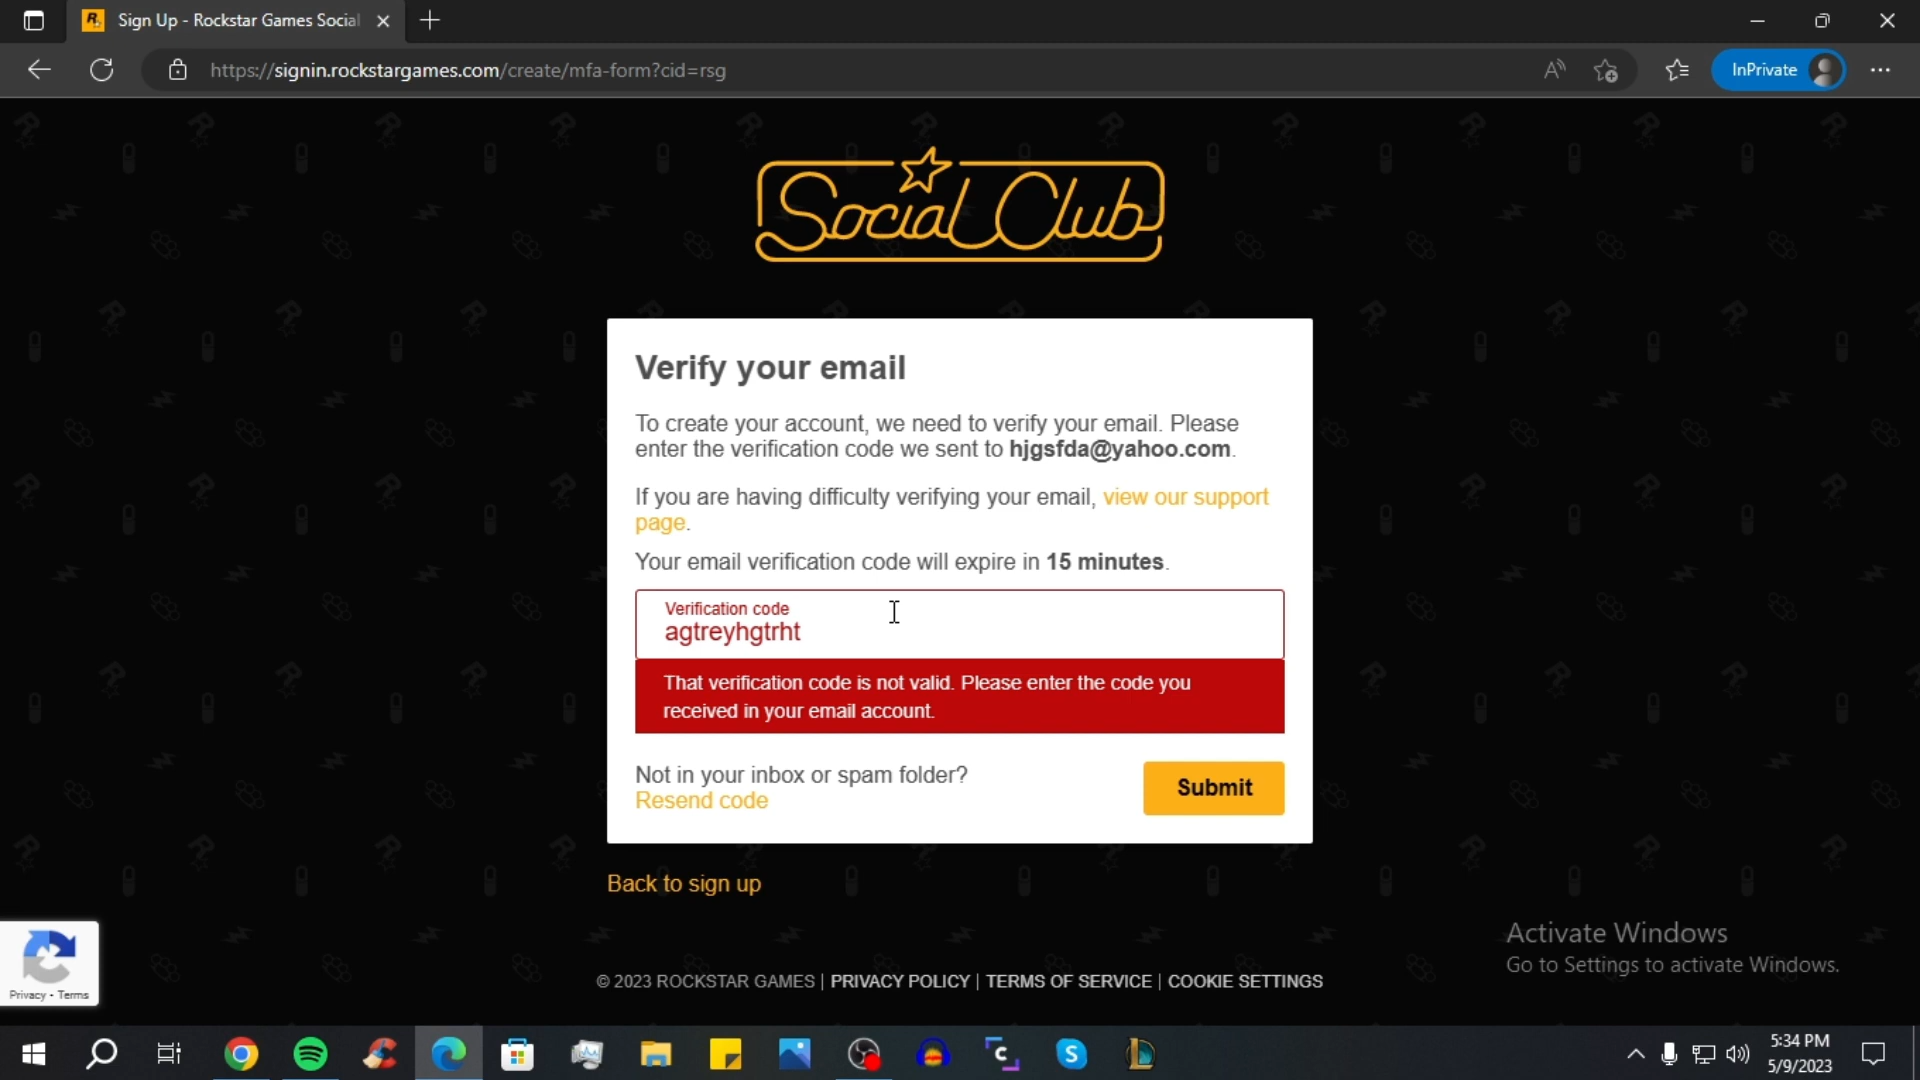 Sign Up - Rockstar Games Social
https://signin.rockstargames.com/create/mfa-form?cid=rsg
InPrivate
Social Club
Verify your email
To create your account, we need to verify your email. Please
enter the verification code we sent to hjgsfda@yahoo.com.
If you are having difficulty verifying your email, view our support
page.
Your email verification code will expire in 15 minutes.
Verification code
agtreyhgtrht
That verification code is not valid. Please enter the code you
received in your email account.
Not in your inbox or spam folder?
Resend code
Submit
Back to sign up
Privacy - Terms
Activate Windows
Go to Settings to activate Windows.
© 2023 ROCKSTAR GAMES | PRIVACY POLICY | TERMS OF SERVICE | COOKIE SETTINGS
5:34 PM
5/9/2023